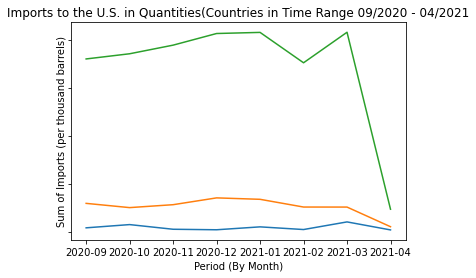 Imports to the U.S. in Quantities(Countries in Time Range 09/2020 - 04/2021
Sum of Imports (per thousand barrels)
2020-09 2020-10 2020-11 2020-12 2021-01 2021-02 2021-03 2021-04
Period (By Month)